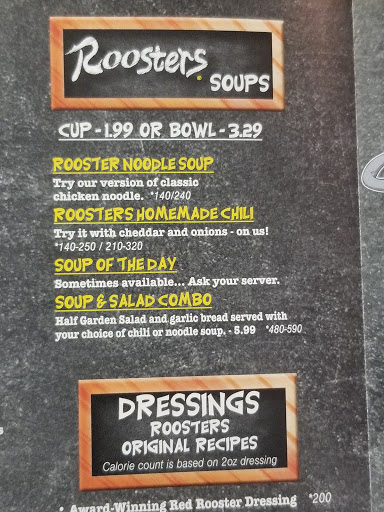 Roosters
SOUPS
CUP - 1.99 OR BOWL - 3.29
ROOSTER NOODLE SOUP
Try our version of classic
chicken noodle. *140/240
ROOSTERS HOMEMADE CHILI
Try it with cheddar and onions - on us!
*140-250 / 210-320
SOUP OF THE DAY
Sometimes available... Ask your server.
SOUP & SALAD COMBO
Half Garden Salad and garlic bread served with
your choice of chili or noodle soup. - 5.99 *480-590
DRESSINGS
ROOSTERS
ORIGINAL RECIPES
Calorie count is based on 2oz dressing
• Award-Winning Red Rooster Dressing *200